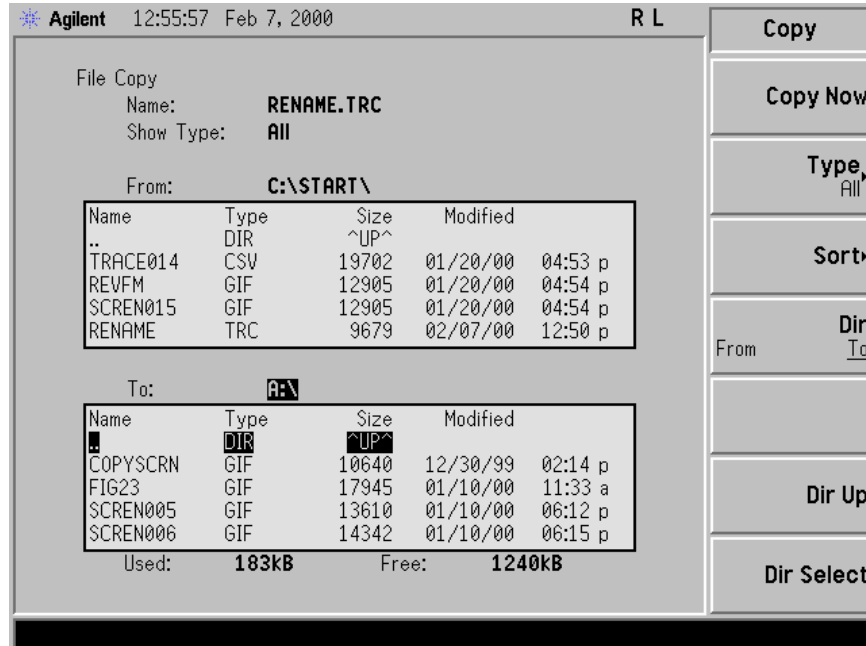 Agilent 12:55:57 Feb 7, 2000 R L
File Copy
Name: RENAME.TRC
Show Type: All
From: C:\START\
Name Type Size Modified
.. DIR ^UP^
TRACE014 CSV 19702 01/20/00 04:53 p
REVFM GIF 12905 01/20/00 04:54 p
SCREN015 GIF 12905 01/20/00 04:54 p
RENAME TRC 9679 02/07/00 12:50 p
To: A:\
Name Type Size Modified
.. DIR ^UP^
COPYSCRN GIF 10640 12/30/99 02:14 p
FIG23 GIF 17945 01/10/00 11:33 a
SCREN005 GIF 13610 01/10/00 06:12 p
SCREN006 GIF 14342 01/10/00 06:15 p
Used: 183kB Free: 1240kB
Copy
Copy Now
Type
All
Sort
Dir
From To
Dir Up
Dir Select